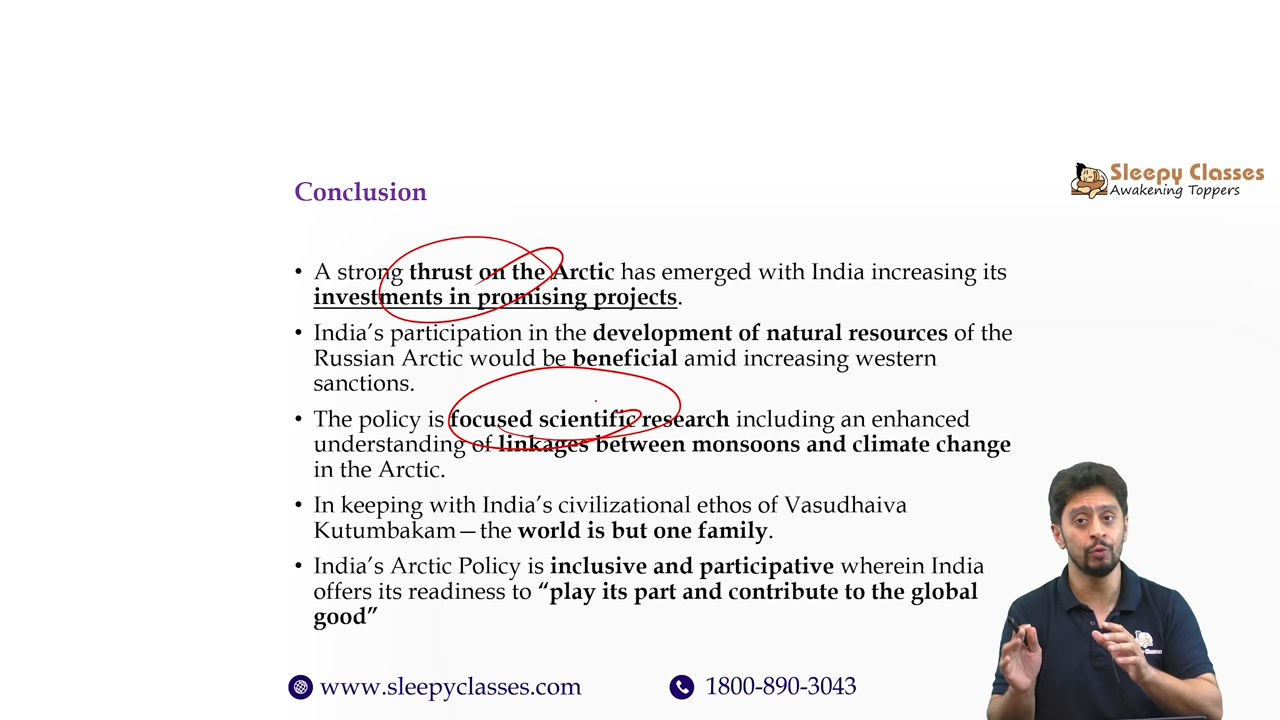 Sleepy Classes
Awakening Toppers
Conclusion
• A strong thrust on the Arctic has emerged with India increasing its
investments in promising projects.
• India’s participation in the development of natural resources of the
Russian Arctic would be beneficial amid increasing western
sanctions.
• The policy is focused scientific research including an enhanced
understanding of linkages between monsoons and climate change
in the Arctic.
• In keeping with India’s civilizational ethos of Vasudhaiva
Kutumbakam—the world is but one family.
• India’s Arctic Policy is inclusive and participative wherein India
offers its readiness to “play its part and contribute to the global
good”
www.sleepyclasses.com
1800-890-3043